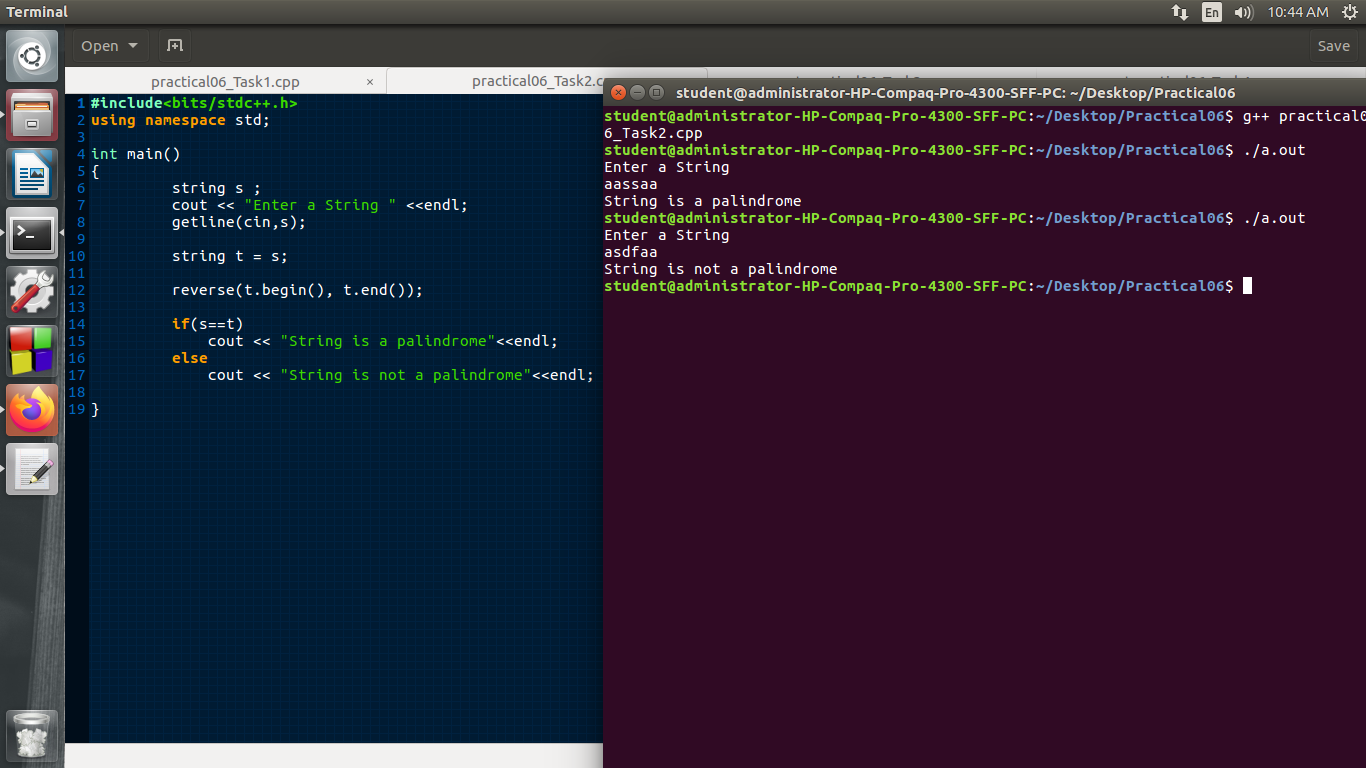 Terminal
En
10:44 AM
Open
Save
practical06_Task1.cpp ×
practical06_Task2.c
1 #include<bits/stdc++.h>
2 using namespace std;
3
4 int main()
5 {
6 string s ;
7 cout << "Enter a String " <<endl;
8 getline(cin,s);
9
10 string t = s;
11
12 reverse(t.begin(), t.end());
13
14 if(s==t)
15 cout << "String is a palindrome"<<endl;
16 else
17 cout << "String is not a palindrome"<<endl;
18
19 }
student@administrator-HP-Compaq-Pro-4300-SFF-PC: ~/Desktop/Practical06
student@administrator-HP-Compaq-Pro-4300-SFF-PC:~/Desktop/Practical06$ g++ practical0
6_Task2.cpp
student@administrator-HP-Compaq-Pro-4300-SFF-PC:~/Desktop/Practical06$ ./a.out
Enter a String
aassaa
String is a palindrome
student@administrator-HP-Compaq-Pro-4300-SFF-PC:~/Desktop/Practical06$ ./a.out
Enter a String
asdfaa
String is not a palindrome
student@administrator-HP-Compaq-Pro-4300-SFF-PC:~/Desktop/Practical06$